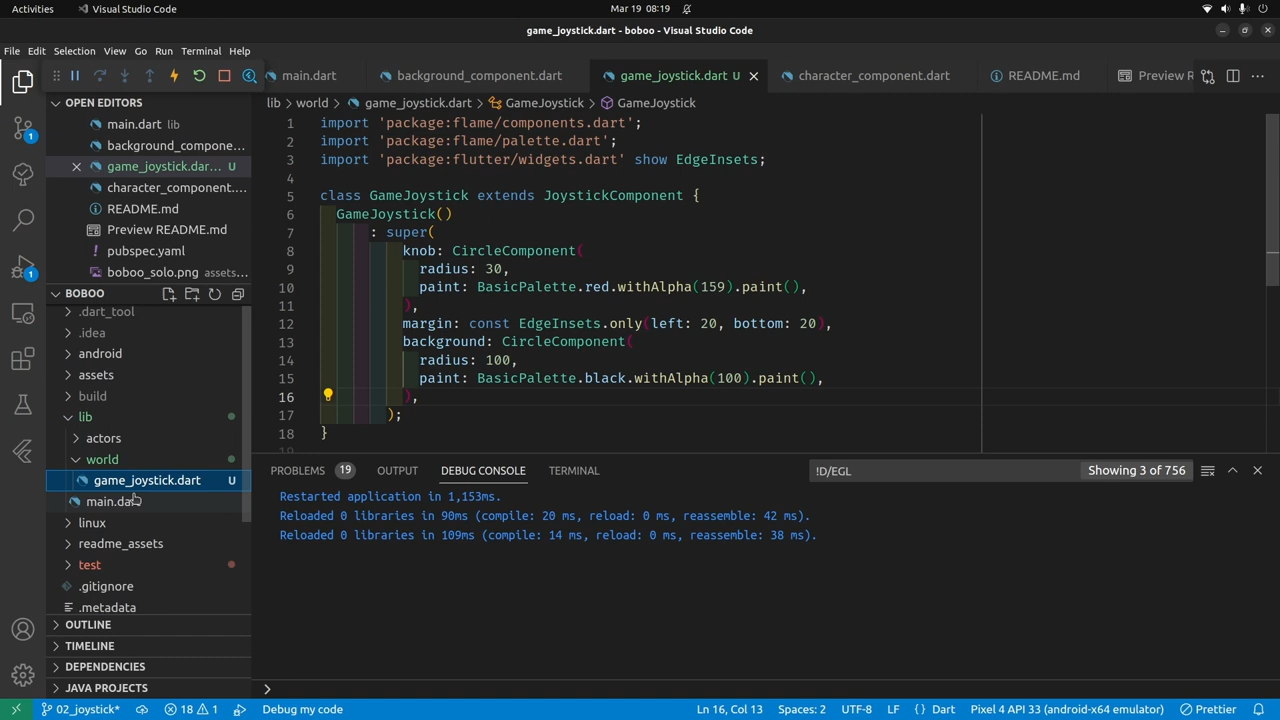 Activities
Visual Studio Code
Mar 19 08:19
game_joystick.dart - boboo - Visual Studio Code
File Edit Selection View Go Run Terminal Help
main.dart
background_component.dart
game_joystick.dart U
character_component.dart
README.md
Preview R
OPEN EDITORS
main.dart lib
background_compone...
game_joystick.dar... U
character_component....
README.md
Preview README.md
pubspec.yaml
boboo_solo.png assets...
1
1
BOBOO
.dart_tool
.idea
android
assets
build
lib
actors
world
game_joystick.dart U
main.dart
linux
readme_assets
test
.gitignore
.metadata
OUTLINE
TIMELINE
DEPENDENCIES
JAVA PROJECTS
lib > world > game_joystick.dart > GameJoystick > GameJoystick
1 import 'package:flame/components.dart';
2 import 'package:flame/palette.dart';
3 import 'package:flutter/widgets.dart' show EdgeInsets;
4
5 class GameJoystick extends JoystickComponent {
6 GameJoystick()
7 : super(
8 knob: CircleComponent(
9 radius: 30,
10 paint: BasicPalette.red.withAlpha(159).paint(),
11 ),
12 margin: const EdgeInsets.only(left: 20, bottom: 20),
13 background: CircleComponent(
14 radius: 100,
15 paint: BasicPalette.black.withAlpha(100).paint(),
16 ),
17 );
18 }
PROBLEMS 19 OUTPUT DEBUG CONSOLE TERMINAL
!D/EGL
Showing 3 of 756
Restarted application in 1,153ms.
Reloaded 0 libraries in 90ms (compile: 20 ms, reload: 0 ms, reassemble: 42 ms).
Reloaded 0 libraries in 109ms (compile: 14 ms, reload: 0 ms, reassemble: 38 ms).
>
02_joystick* 18 1 Debug my code Ln 16, Col 13 Spaces: 2 UTF-8 LF {} Dart Pixel 4 API 33 (android-x64 emulator) Prettier